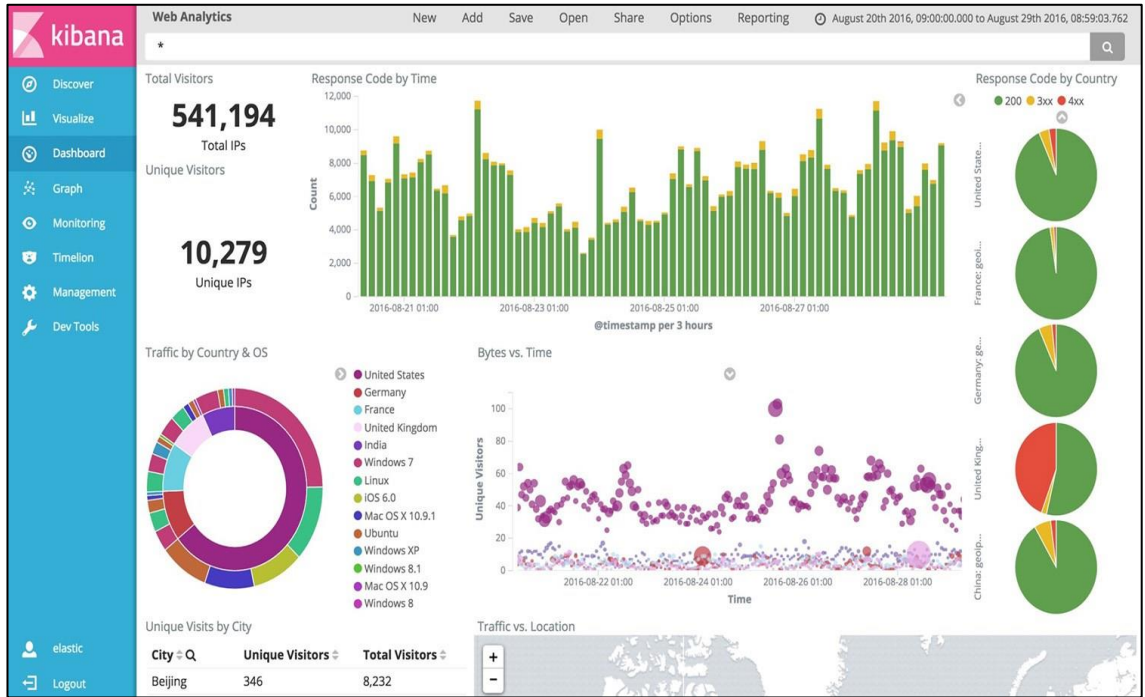 kibana
Discover
Visualize
Dashboard
Graph
Monitoring
Timelion
Management
Dev Tools
elastic
Logout
Web Analytics
New Add Save Open Share Options Reporting August 20th 2016, 09:00:00.000 to August 29th 2016, 08:59:03.762
*
Total Visitors
541,194
Total IPs
Unique Visitors
10,279
Unique IPs
Response Code by Time
12,000
10,000
8,000
6,000
4,000
2,000
0
Count
2016-08-21 01:00 2016-08-23 01:00 2016-08-25 01:00 2016-08-27 01:00
@timestamp per 3 hours
Response Code by Country
200 3xx 4xx
United State...
France: geoi...
Germany: ge...
United King...
China: geoip...
Traffic by Country & OS
United States
Germany
France
United Kingdom
India
Windows 7
Linux
iOS 6.0
Mac OS X 10.9.1
Ubuntu
Windows XP
Windows 8.1
Mac OS X 10.9
Windows 8
Bytes vs. Time
100
80
60
40
20
0
Unique Visitors
2016-08-22 01:00 2016-08-24 01:00 2016-08-26 01:00 2016-08-28 01:00
Time
Unique Visits by City
City Unique Visitors Total Visitors
Beijing 346 8,232
Traffic vs. Location
+
-